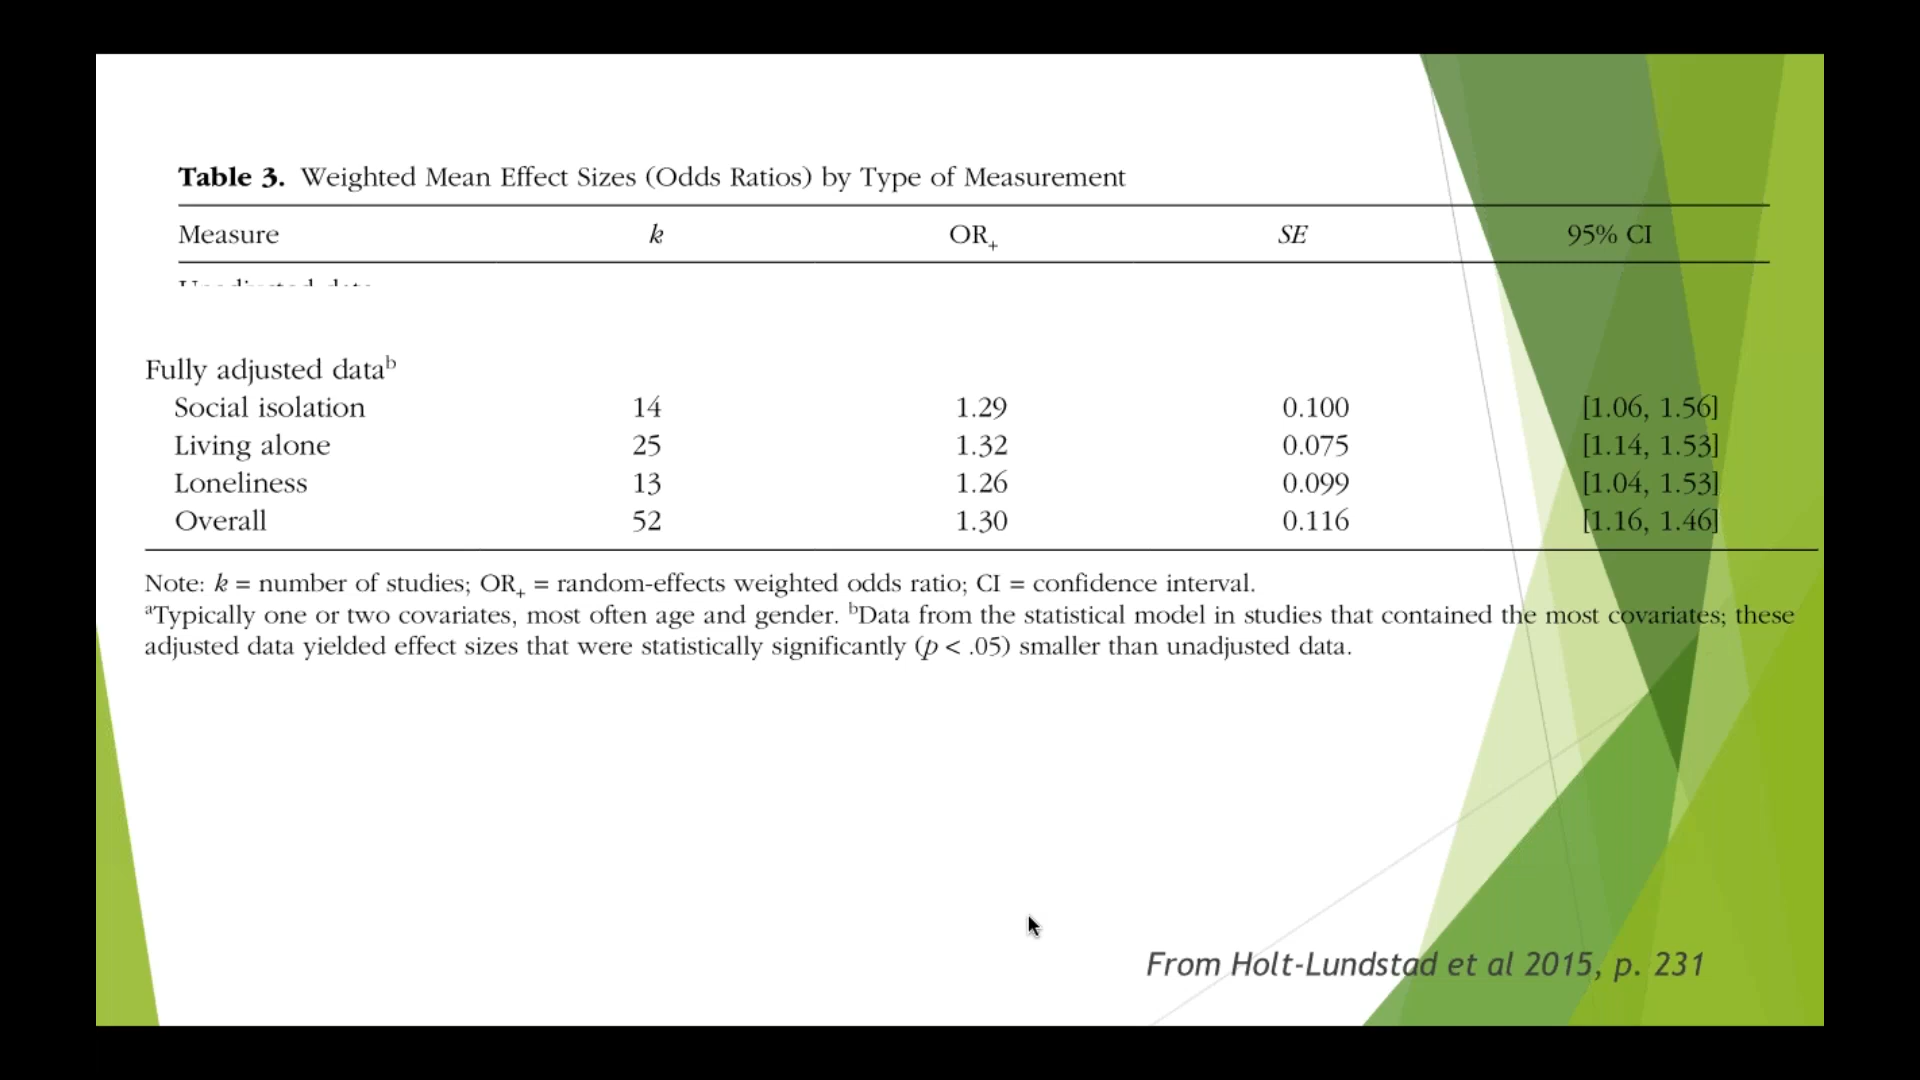 Table 3. Weighted Mean Effect Sizes (Odds Ratios) by Type of Measurement
Measure k OR+ SE 95% CI
Fully adjusted dataᵇ
Social isolation 14 1.29 0.100 [1.06, 1.56]
Living alone 25 1.32 0.075 [1.14, 1.53]
Loneliness 13 1.26 0.099 [1.04, 1.53]
Overall 52 1.30 0.116 [1.16, 1.46]
Note: k = number of studies; OR+ = random-effects weighted odds ratio; CI = confidence interval.
ᵃTypically one or two covariates, most often age and gender. ᵇData from the statistical model in studies that contained the most covariates; these
adjusted data yielded effect sizes that were statistically significantly (p < .05) smaller than unadjusted data.
From Holt-Lundstad et al 2015, p. 231